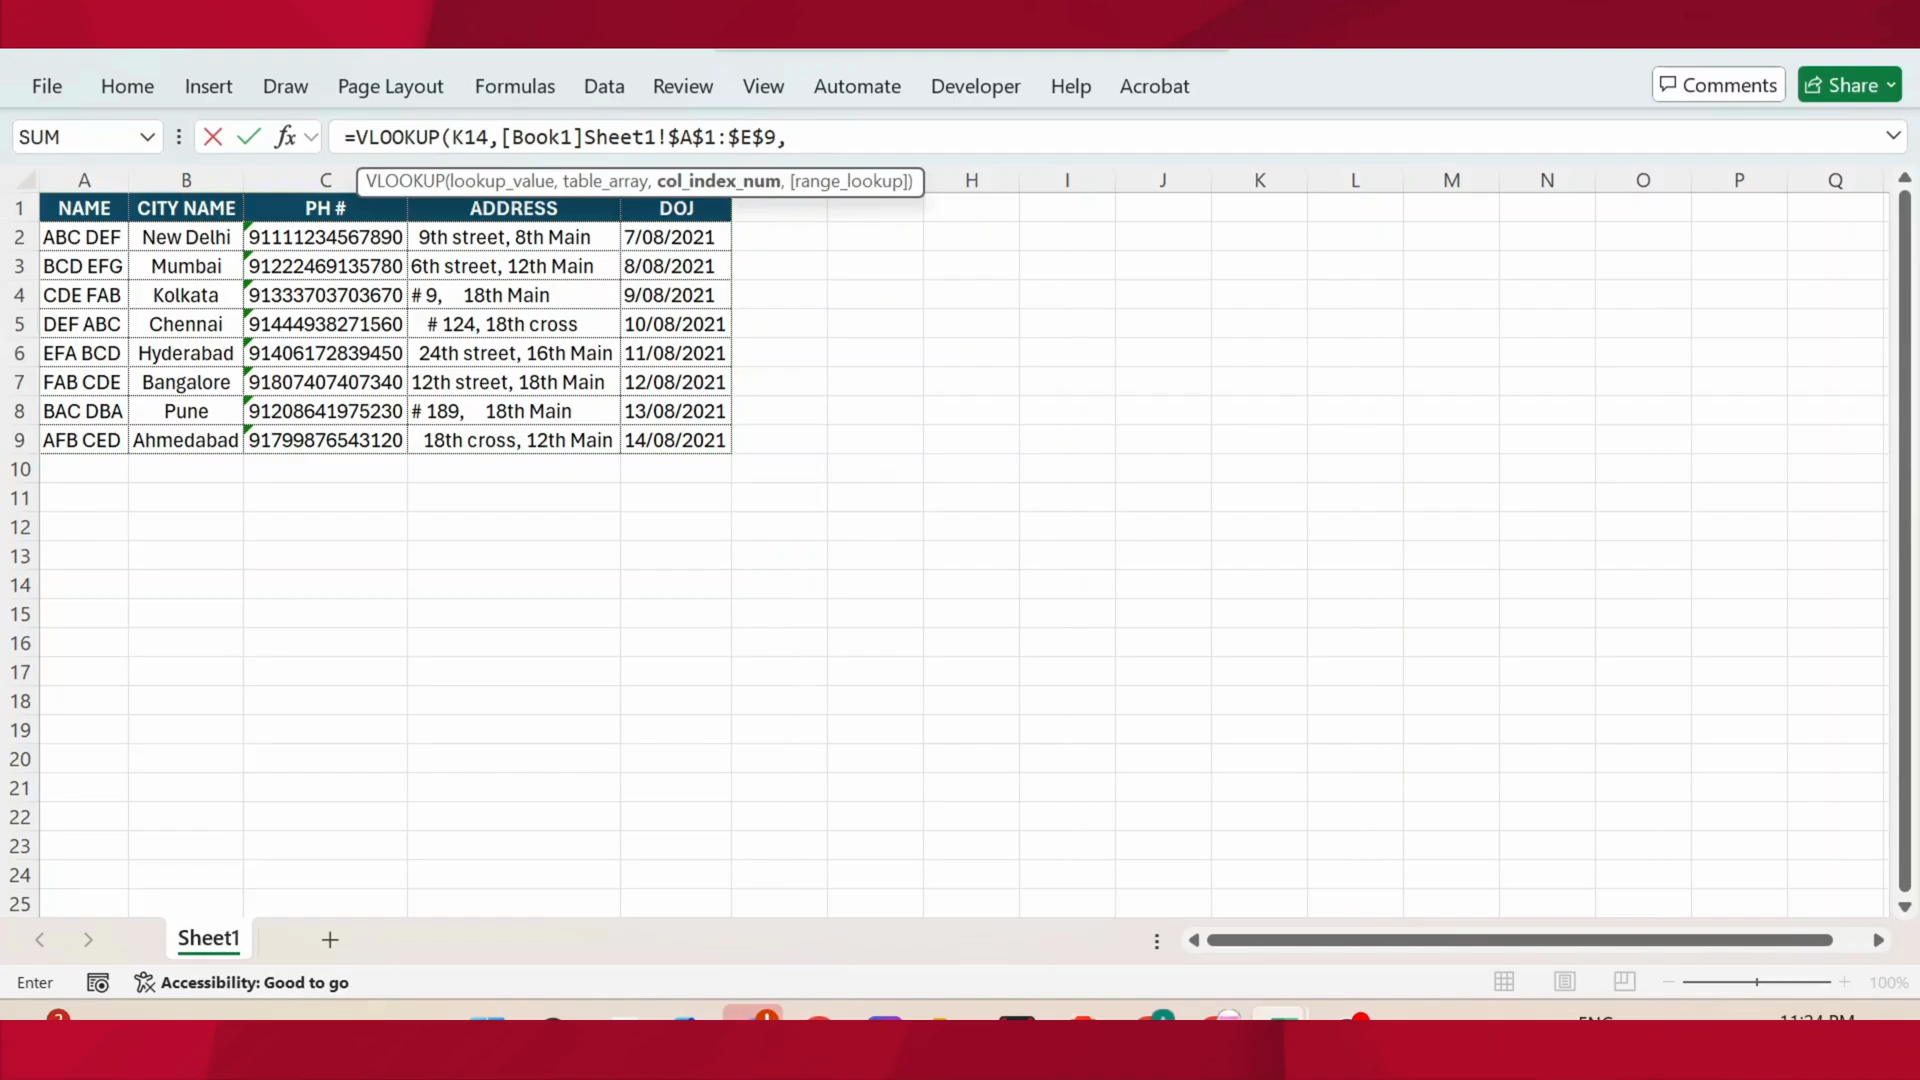 File Home Insert Draw Page Layout Formulas Data Review View Automate Developer Help Acrobat Comments Share
SUM fx =VLOOKUP(K14,[Book1]Sheet1!$A$1:$E$9,
VLOOKUP(lookup_value, table_array, col_index_num, [range_lookup])
A B C H I J K L M N O P Q
1 NAME CITY NAME PH # ADDRESS DOJ
2 ABC DEF New Delhi 91111234567890 9th street, 8th Main 7/08/2021
3 BCD EFG Mumbai 91222469135780 6th street, 12th Main 8/08/2021
4 CDE FAB Kolkata 91333703703670 # 9, 18th Main 9/08/2021
5 DEF ABC Chennai 91444938271560 # 124, 18th cross 10/08/2021
6 EFA BCD Hyderabad 91406172839450 24th street, 16th Main 11/08/2021
7 FAB CDE Bangalore 91807407407340 12th street, 18th Main 12/08/2021
8 BAC DBA Pune 91208641975230 # 189, 18th Main 13/08/2021
9 AFB CED Ahmedabad 91799876543120 18th cross, 12th Main 14/08/2021
10
11
12
13
14
15
16
17
18
19
20
21
22
23
24
25
Sheet1
Enter Accessibility: Good to go 100%